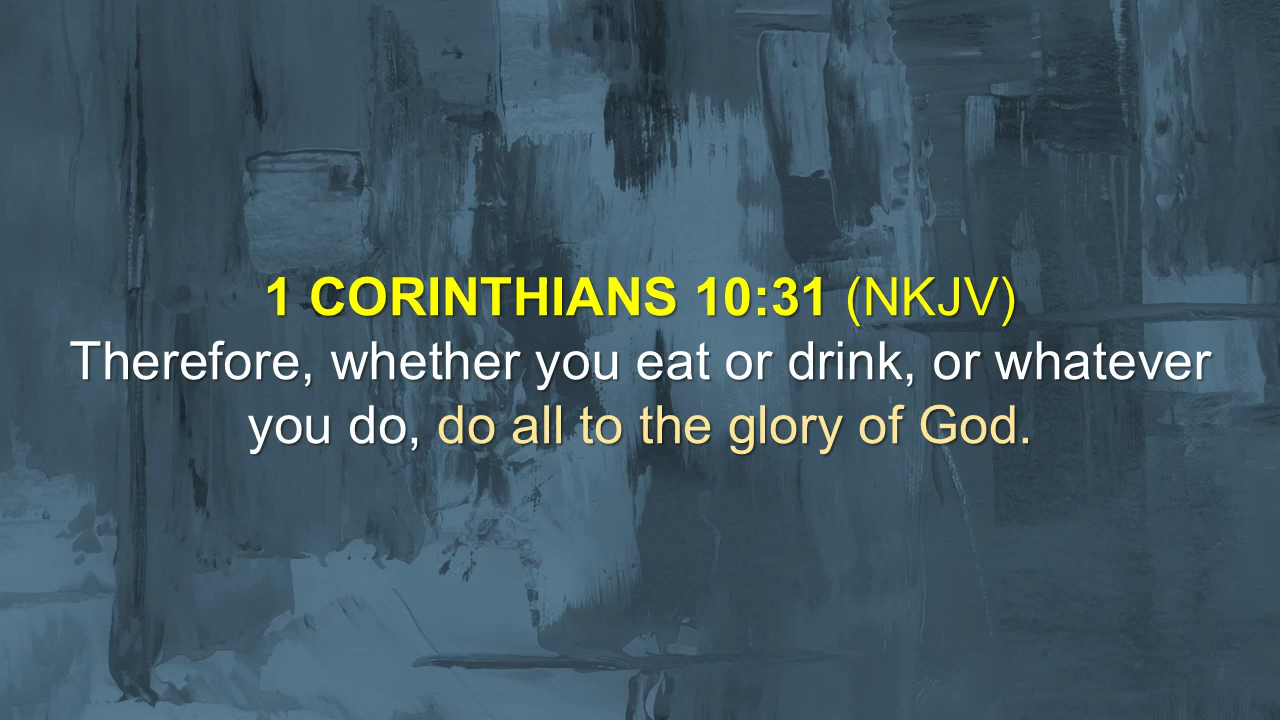 1 CORINTHIANS 10:31 (NKJV)
Therefore, whether you eat or drink, or whatever
you do, do all to the glory of God.